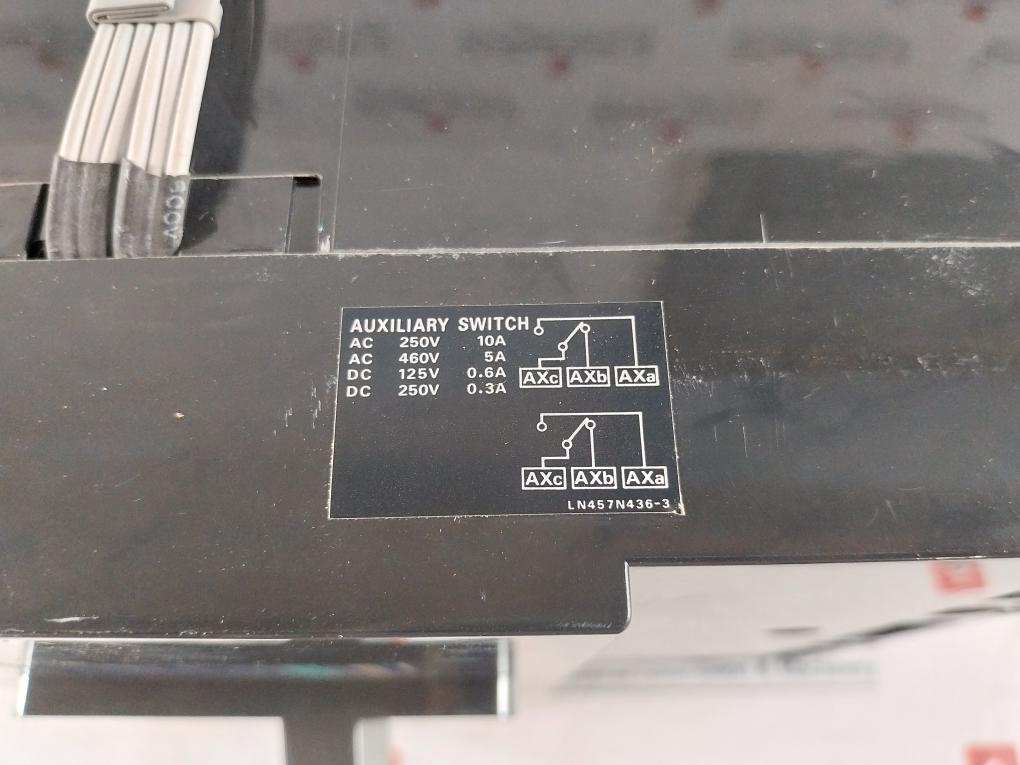 AUXILIARY SWITCH
AC 250V 10A
AC 460V 5A
DC 125V 0.6A
DC 250V 0.3A
AXc AXb AXa
AXc AXb AXa
LN457N436-3